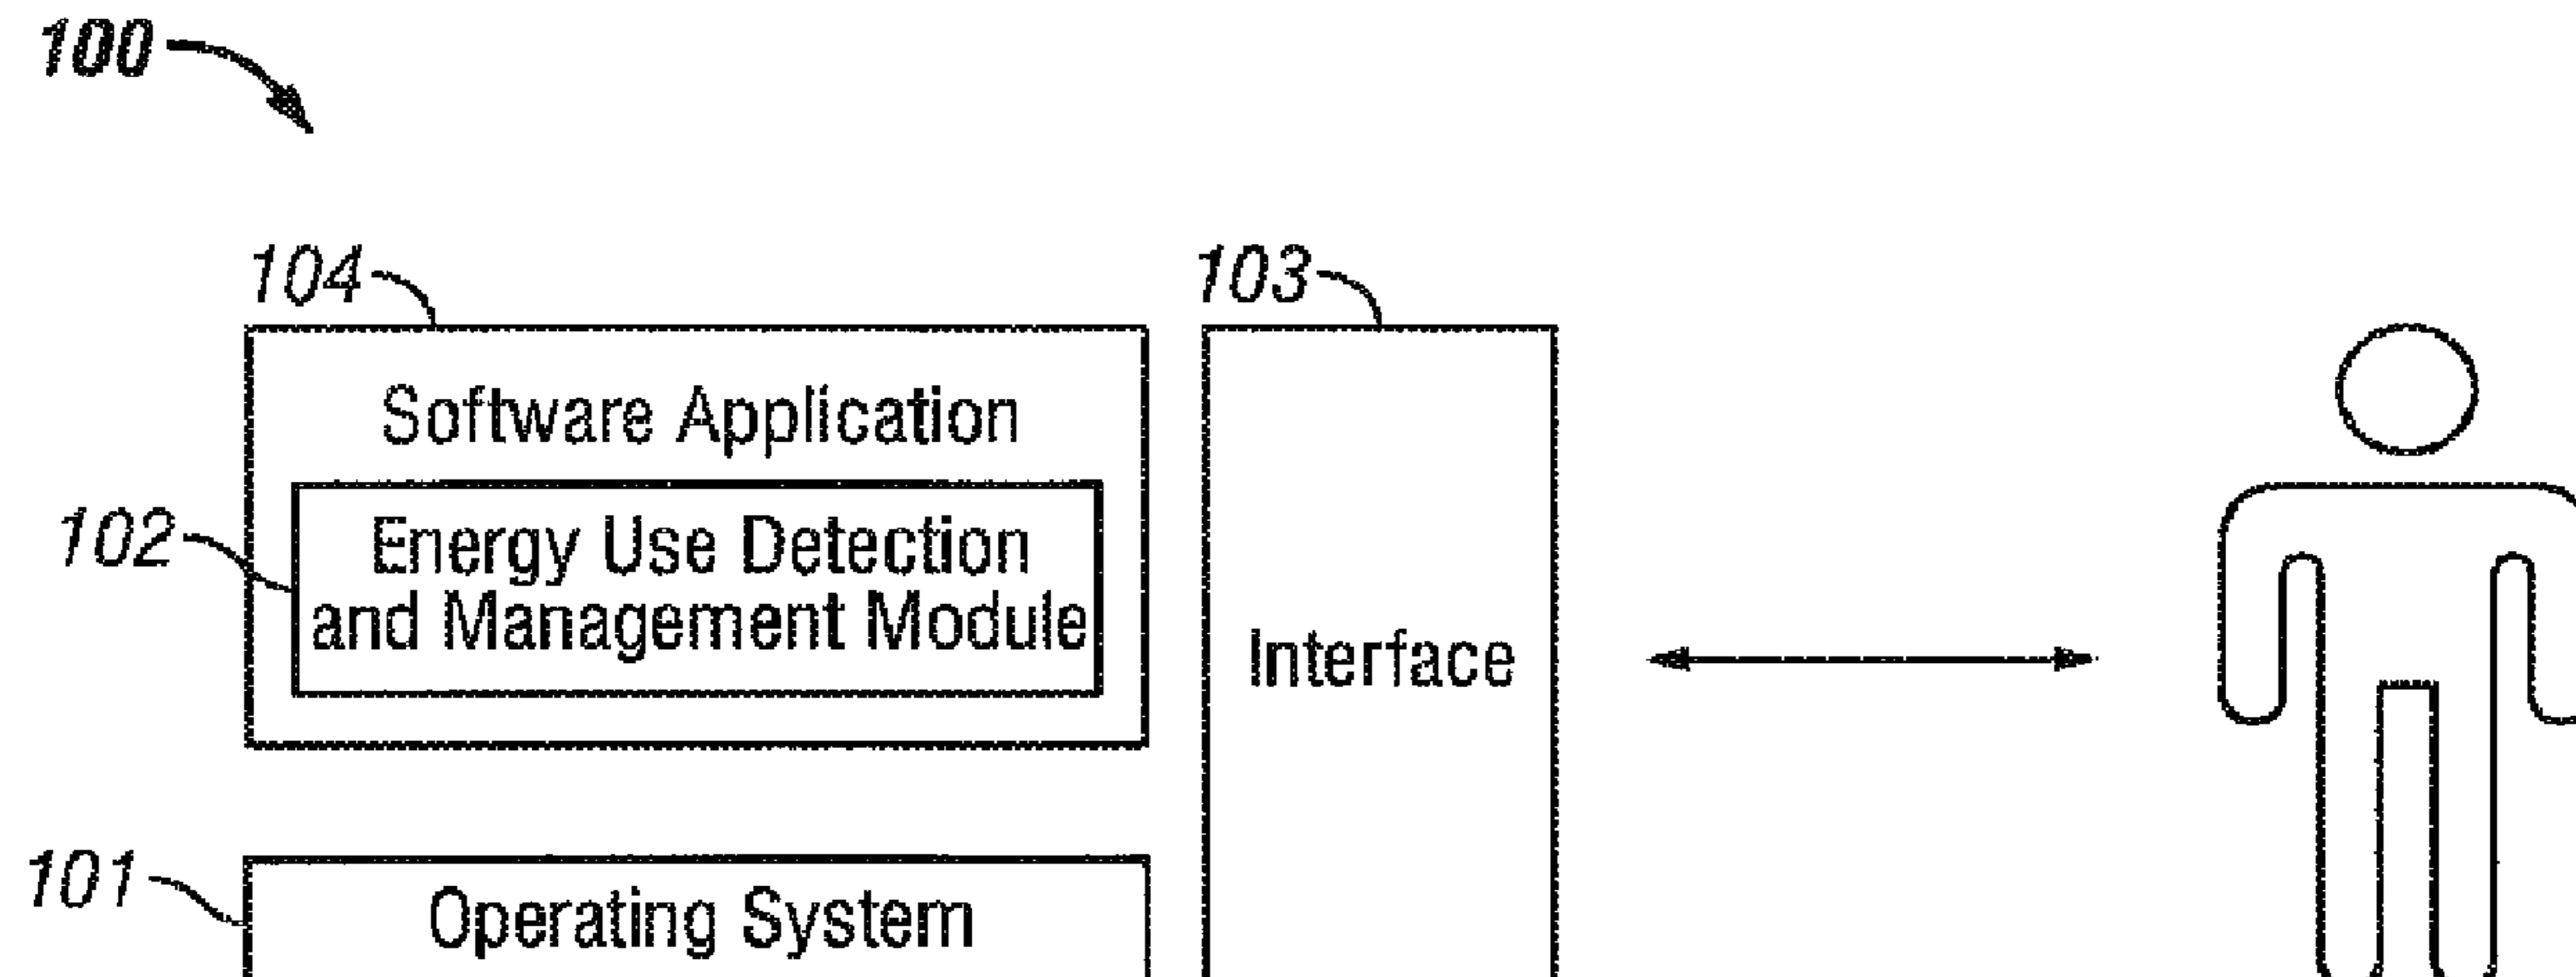 100
104
103
Software Application
102
Energy Use Detection
and Management Module
Interface
101
Operating System